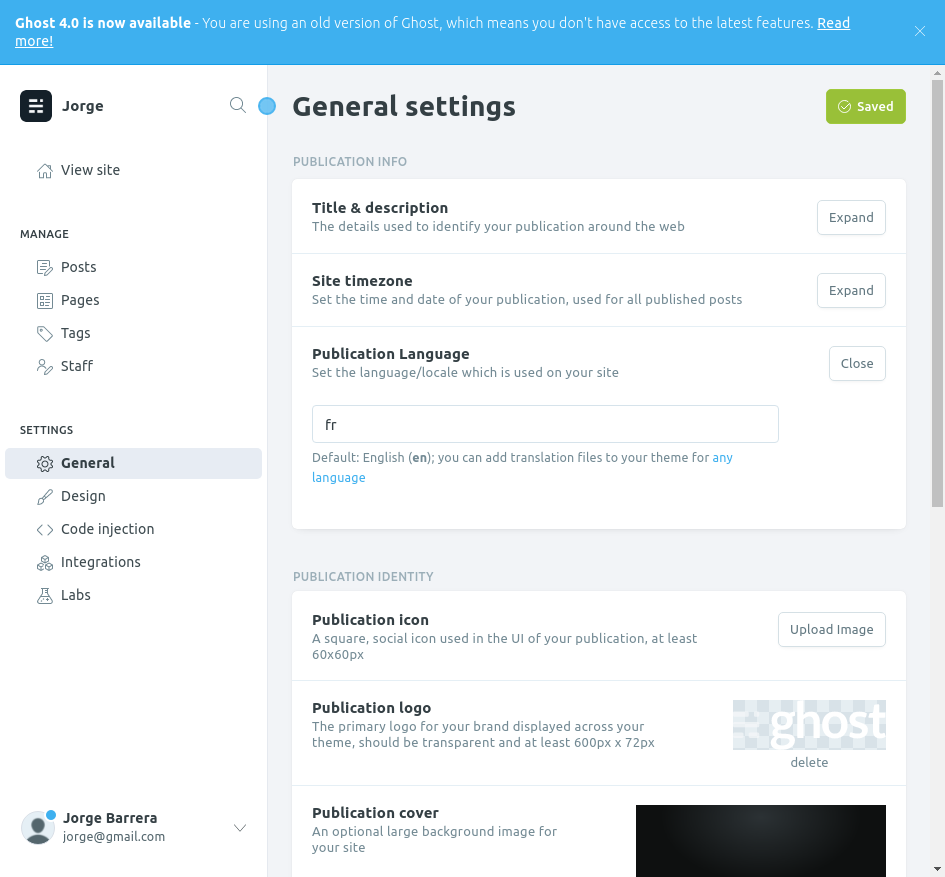 Ghost 4.0 is now available - You are using an old version of Ghost, which means you don't have access to the latest features. Read
more!
Jorge
General settings
Saved
View site
PUBLICATION INFO
Title & description
The details used to identify your publication around the web
Expand
MANAGE
Posts
Pages
Tags
Staff
Site timezone
Set the time and date of your publication, used for all published posts
Expand
Publication Language
Set the language/locale which is used on your site
Close
fr
Default: English (en); you can add translation files to your theme for any
language
SETTINGS
General
Design
Code injection
Integrations
Labs
PUBLICATION IDENTITY
Publication icon
A square, social icon used in the UI of your publication, at least
60x60px
Upload Image
Publication logo
The primary logo for your brand displayed across your
theme, should be transparent and at least 600px x 72px
ghost
delete
Publication cover
An optional large background image for
your site
Jorge Barrera
jorge@gmail.com